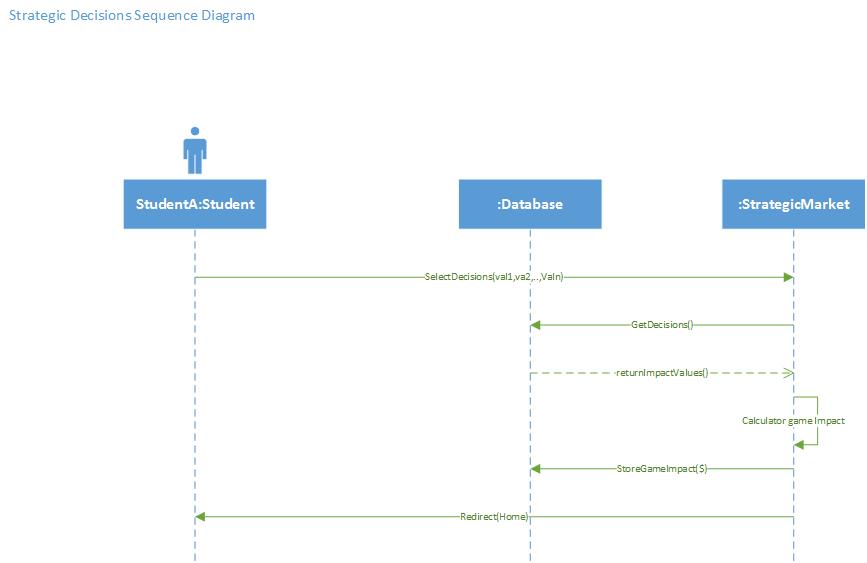 Strategic Decisions Sequence Diagram
StudentA:Student
:Database
:StrategicMarket
SelectDecisions(val1,va2,..,Valn)
GetDecisions()
returnImpactValues()
Calculator game Impact
StoreGameImpact($)
Redirect(Home)